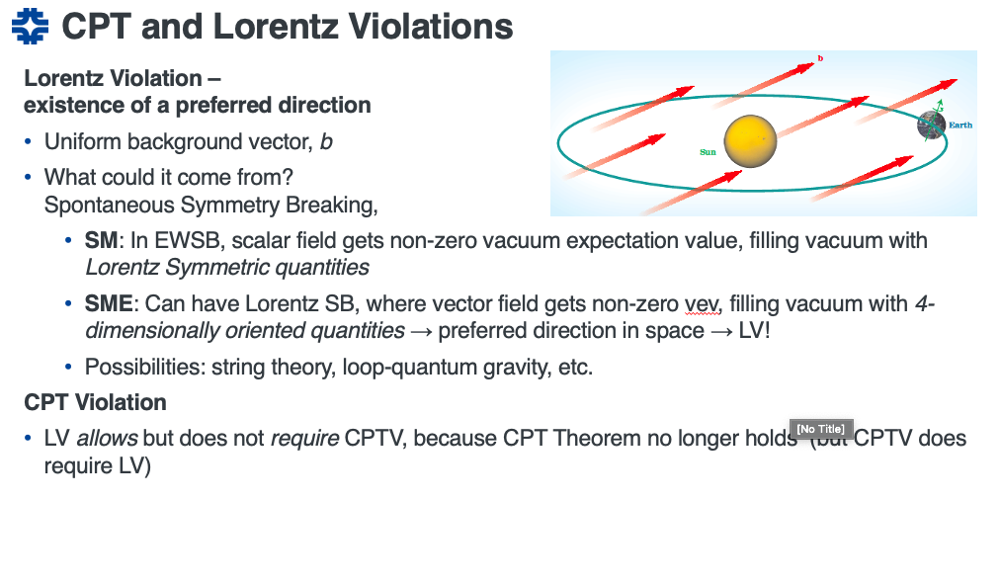 CPT and Lorentz Violations
Lorentz Violation –
existence of a preferred direction
• Uniform background vector, b
• What could it come from?
Spontaneous Symmetry Breaking,
• SM: In EWSB, scalar field gets non-zero vacuum expectation value, filling vacuum with
Lorentz Symmetric quantities
• SME: Can have Lorentz SB, where vector field gets non-zero vev, filling vacuum with 4-
dimensionally oriented quantities → preferred direction in space → LV!
• Possibilities: string theory, loop-quantum gravity, etc.
CPT Violation
• LV allows but does not require CPTV, because CPT Theorem no longer holds (but CPTV does
require LV)
[No Title]
b
Sun
Earth